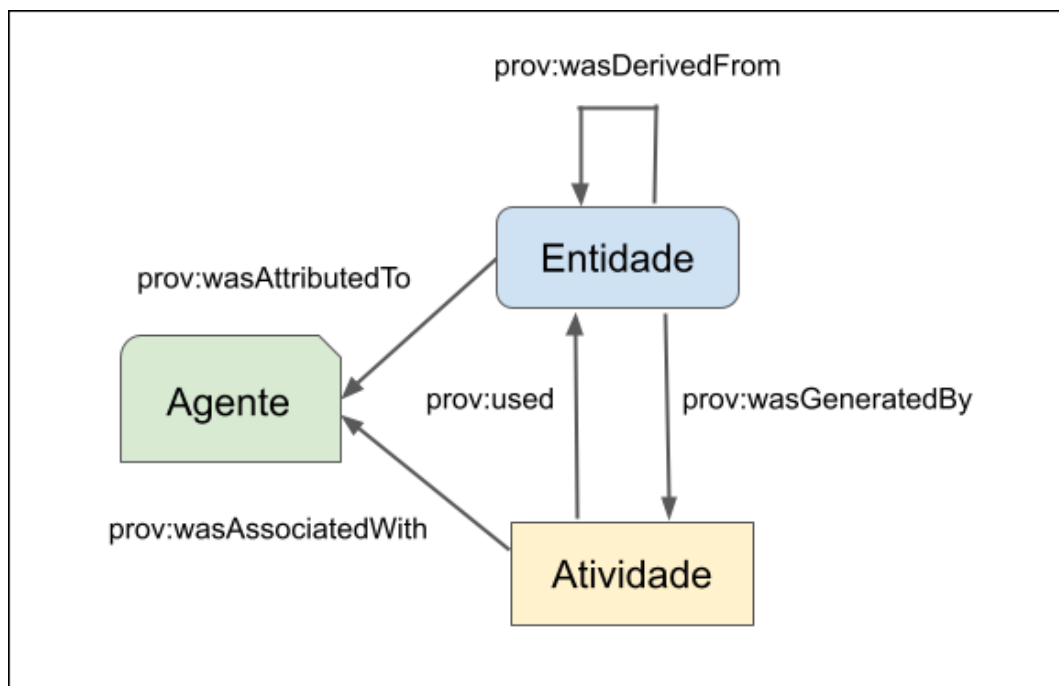 prov:wasDerivedFrom
Entidade
prov:wasAttributedTo
Agente
prov:used
prov:wasGeneratedBy
prov:wasAssociatedWith
Atividade